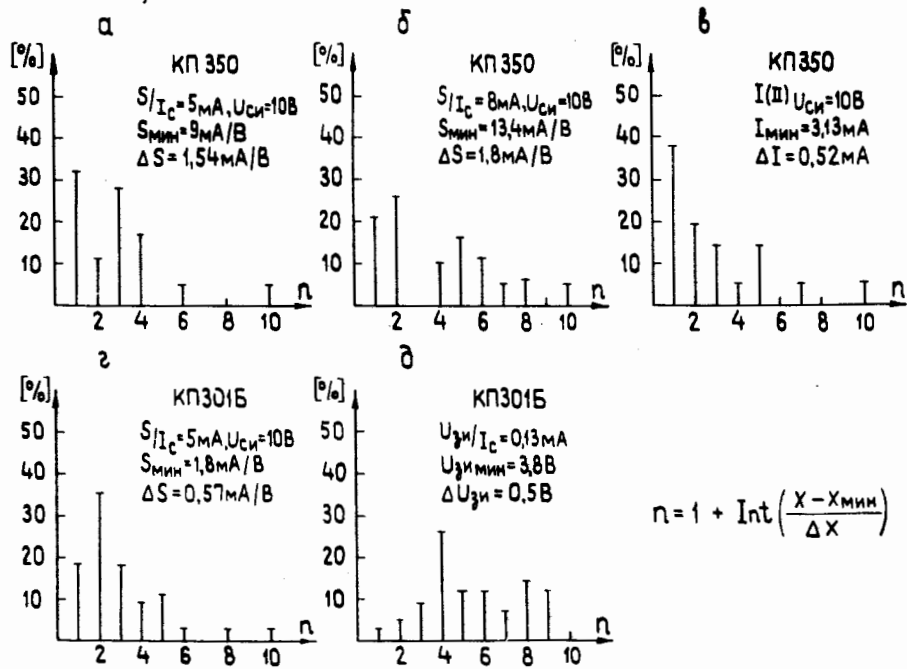 а
[%]
КП 350
S/Ic=5мА, Uси=10В
Sмин=9мА/В
ΔS=1,54мА/В
50
40
30
20
10
2 4 6 8 10 n
б
[%]
КП350
S/Ic=8мА, Uси=10В
Sмин=13,4мА/В
ΔS=1,8мА/В
50
40
30
20
10
2 4 6 8 10 n
в
[%]
КП350
I(II) Uси=10В
Iмин=3,13мА
ΔI=0,52мА
50
40
30
20
10
2 4 6 8 10 n
г
[%]
КП301Б
S/Ic=5мА, Uси=10В
Sмин=1,8мА/В
ΔS=0,57мА/В
50
40
30
20
10
2 4 6 8 10 n
д
[%]
КП301Б
Uзи/Ic=0,13мА
Uзи мин=3,8В
ΔUзи=0,5В
50
40
30
20
10
2 4 6 8 10 n
n = 1 + Int((x − xмин)/Δx)